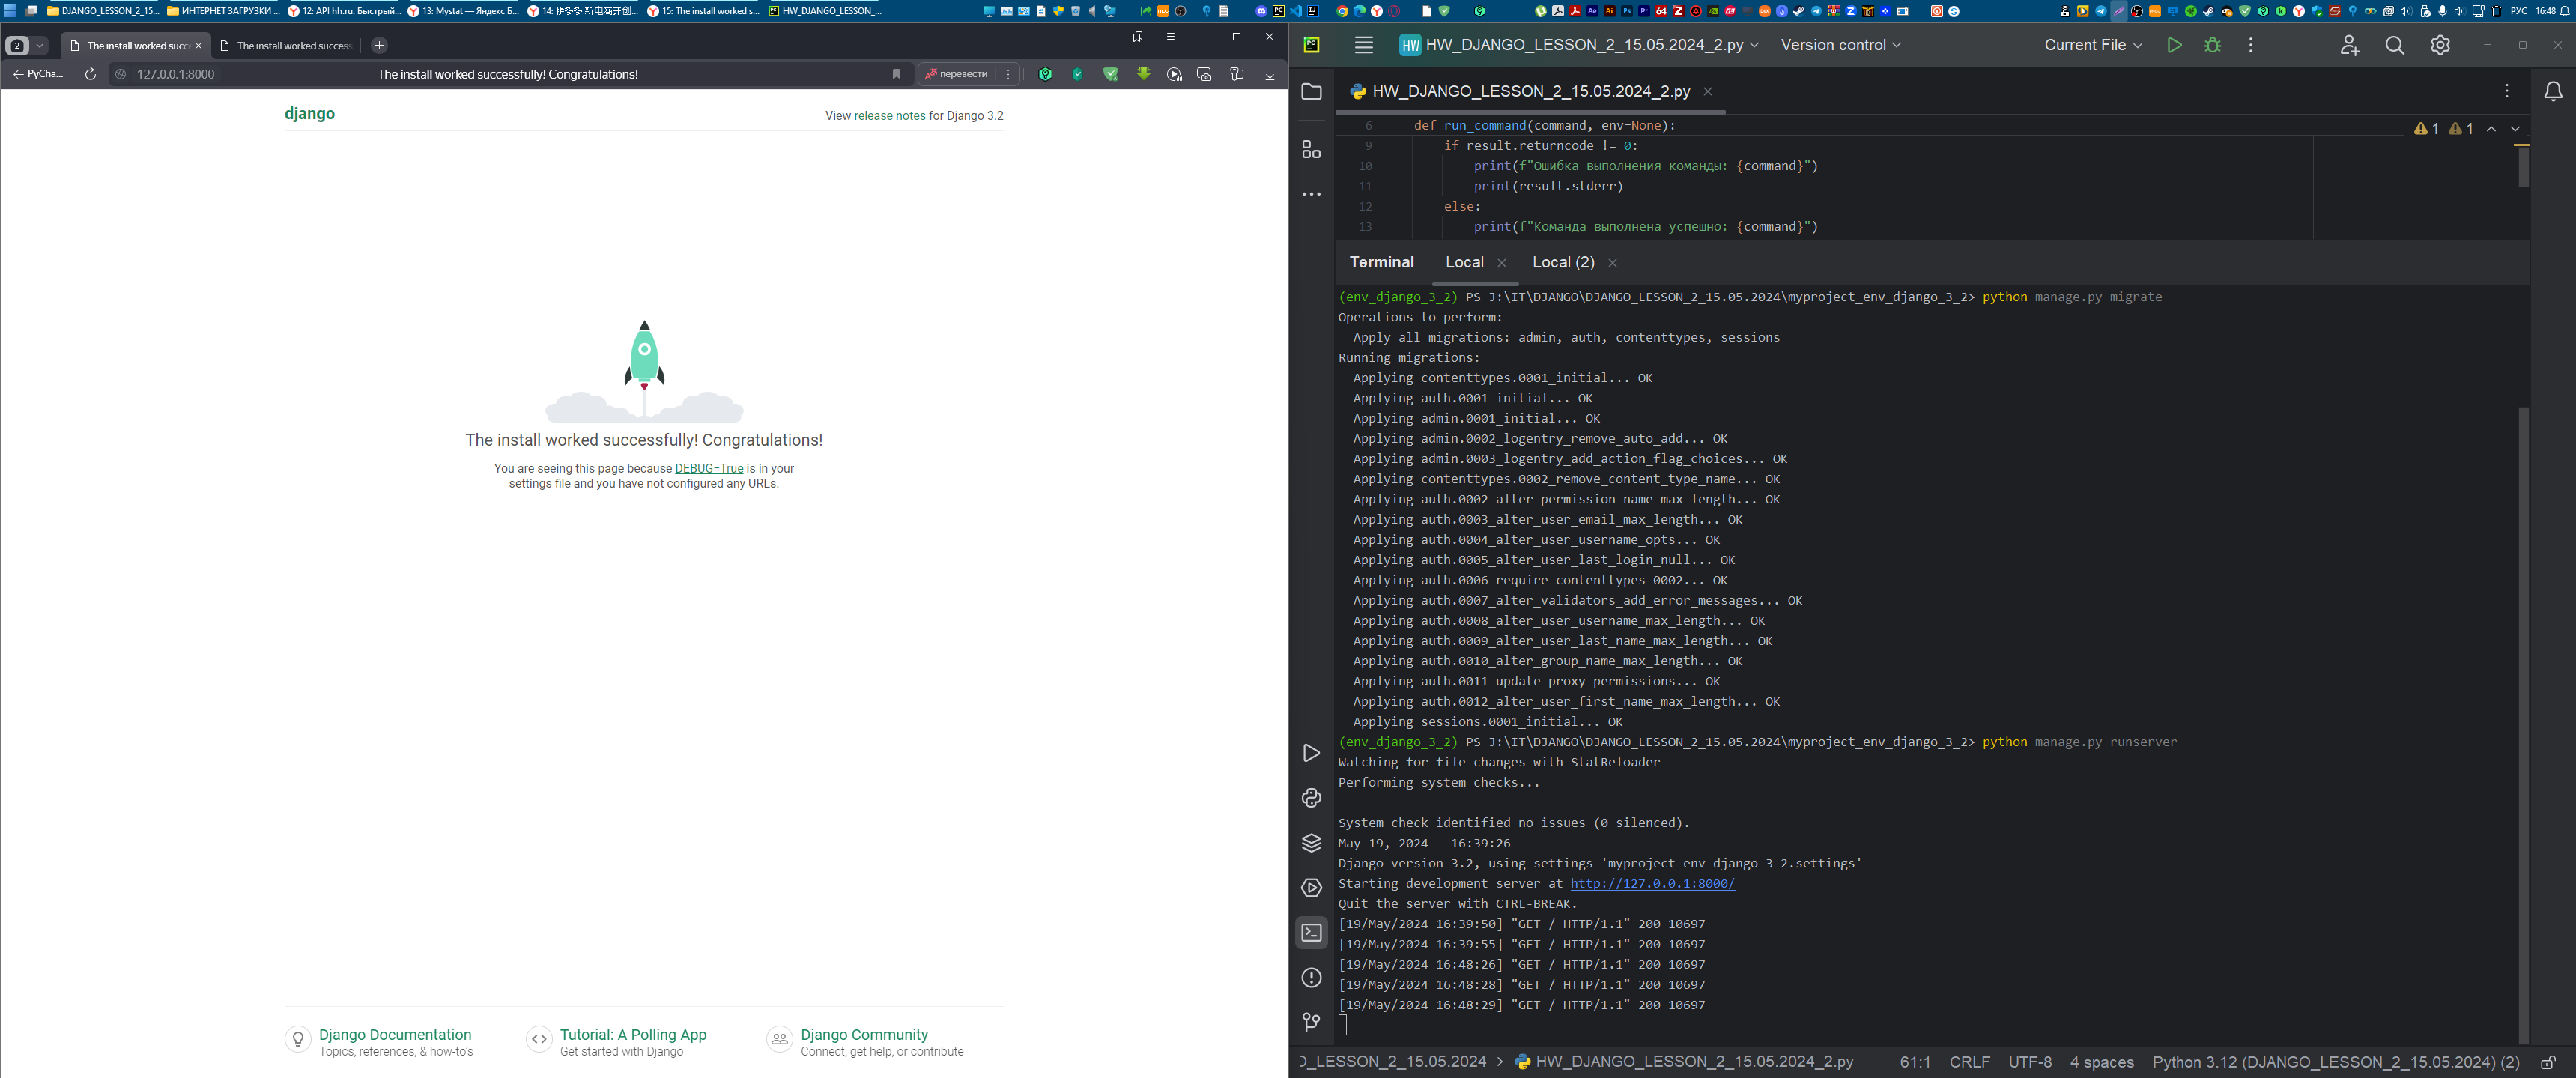 DJANGO_LESSON_2_15...
ИНТЕРНЕТ ЗАГРУЗКИ ...
12: API hh.ru. Быстрый...
13: Mystat — Яндекс Б...
14: 拼多多 新电商开创...
15: The install worked s...
HW_DJANGO_LESSON_...
РУС
16:48
2
The install worked succe
The install worked success
PyCha...
127.0.0.1:8000
The install worked successfully! Congratulations!
перевести
django
View release notes for Django 3.2
The install worked successfully! Congratulations!
You are seeing this page because DEBUG=True is in your
settings file and you have not configured any URLs.
Django Documentation
Topics, references, & how-to's
Tutorial: A Polling App
Get started with Django
Django Community
Connect, get help, or contribute
HW
HW_DJANGO_LESSON_2_15.05.2024_2.py
Version control
Current File
HW_DJANGO_LESSON_2_15.05.2024_2.py
6 def run_command(command, env=None):
1 1
9 if result.returncode != 0:
10 print(f"Ошибка выполнения команды: {command}")
11 print(result.stderr)
12 else:
13 print(f"Команда выполнена успешно: {command}")
Terminal
Local
Local (2)
(env_django_3_2) PS J:\IT\DJANGO\DJANGO_LESSON_2_15.05.2024\myproject_env_django_3_2> python manage.py migrate
Operations to perform:
Apply all migrations: admin, auth, contenttypes, sessions
Running migrations:
Applying contenttypes.0001_initial... OK
Applying auth.0001_initial... OK
Applying admin.0001_initial... OK
Applying admin.0002_logentry_remove_auto_add... OK
Applying admin.0003_logentry_add_action_flag_choices... OK
Applying contenttypes.0002_remove_content_type_name... OK
Applying auth.0002_alter_permission_name_max_length... OK
Applying auth.0003_alter_user_email_max_length... OK
Applying auth.0004_alter_user_username_opts... OK
Applying auth.0005_alter_user_last_login_null... OK
Applying auth.0006_require_contenttypes_0002... OK
Applying auth.0007_alter_validators_add_error_messages... OK
Applying auth.0008_alter_user_username_max_length... OK
Applying auth.0009_alter_user_last_name_max_length... OK
Applying auth.0010_alter_group_name_max_length... OK
Applying auth.0011_update_proxy_permissions... OK
Applying auth.0012_alter_user_first_name_max_length... OK
Applying sessions.0001_initial... OK
(env_django_3_2) PS J:\IT\DJANGO\DJANGO_LESSON_2_15.05.2024\myproject_env_django_3_2> python manage.py runserver
Watching for file changes with StatReloader
Performing system checks...
System check identified no issues (0 silenced).
May 19, 2024 - 16:39:26
Django version 3.2, using settings 'myproject_env_django_3_2.settings'
Starting development server at http://127.0.0.1:8000/
Quit the server with CTRL-BREAK.
[19/May/2024 16:39:50] "GET / HTTP/1.1" 200 10697
[19/May/2024 16:39:55] "GET / HTTP/1.1" 200 10697
[19/May/2024 16:48:26] "GET / HTTP/1.1" 200 10697
[19/May/2024 16:48:28] "GET / HTTP/1.1" 200 10697
[19/May/2024 16:48:29] "GET / HTTP/1.1" 200 10697
O_LESSON_2_15.05.2024 > HW_DJANGO_LESSON_2_15.05.2024_2.py
61:1 CRLF UTF-8 4 spaces Python 3.12 (DJANGO_LESSON_2_15.05.2024) (2)